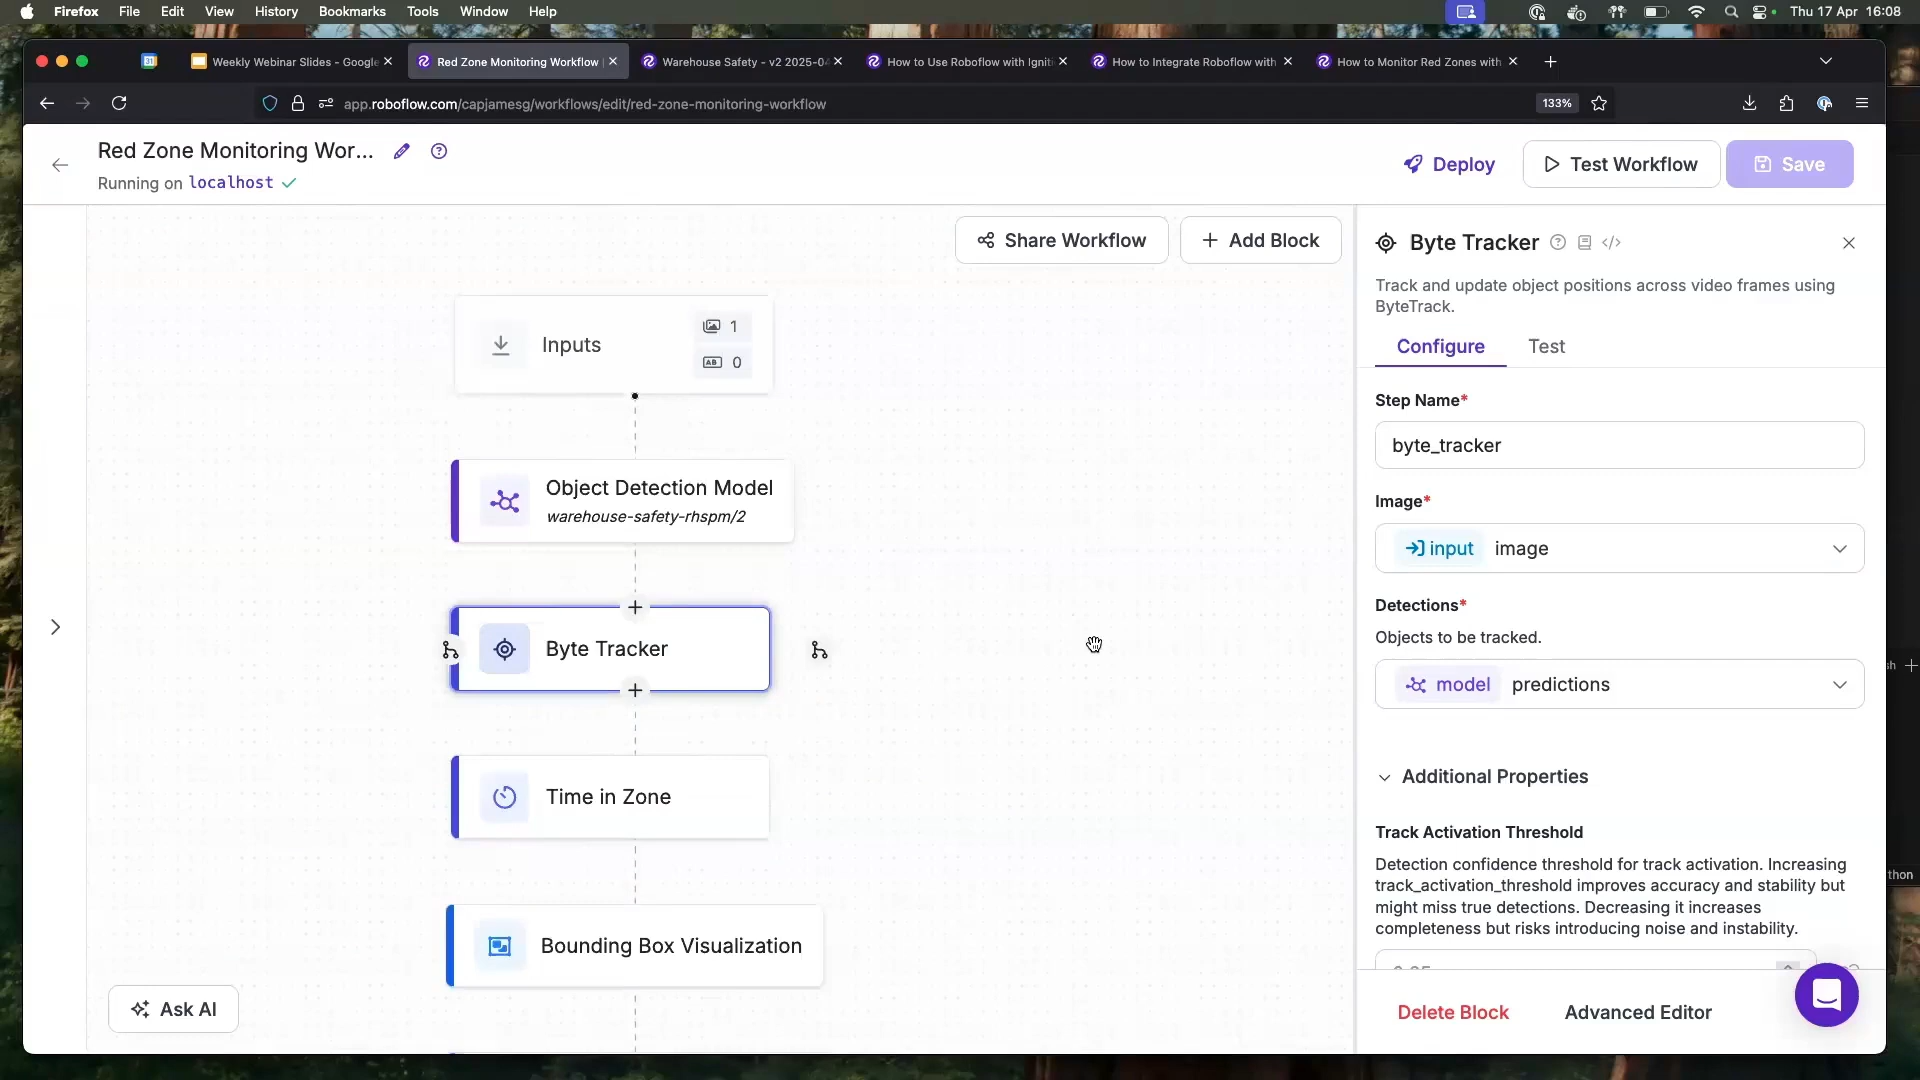 Firefox File Edit View History Bookmarks Tools Window Help
Thu 17 Apr 16:08
31
Weekly Webinar Slides - Google
Red Zone Monitoring Workflow |
Warehouse Safety - v2 2025-04
How to Use Roboflow with Igniti
How to Integrate Roboflow with
How to Monitor Red Zones with
app.roboflow.com/capjamesg/workflows/edit/red-zone-monitoring-workflow
133%
Red Zone Monitoring Wor...
Running on localhost
Deploy
Test Workflow
Save
Share Workflow
Add Block
Inputs
1
AB 0
Object Detection Model
warehouse-safety-rhspm/2
Byte Tracker
Time in Zone
Bounding Box Visualization
Ask AI
Byte Tracker
Track and update object positions across video frames using
ByteTrack.
Configure
Test
Step Name*
byte_tracker
Image*
input image
Detections*
Objects to be tracked.
model predictions
Additional Properties
Track Activation Threshold
Detection confidence threshold for track activation. Increasing
track_activation_threshold improves accuracy and stability but
might miss true detections. Decreasing it increases
completeness but risks introducing noise and instability.
Delete Block
Advanced Editor
sh
thon